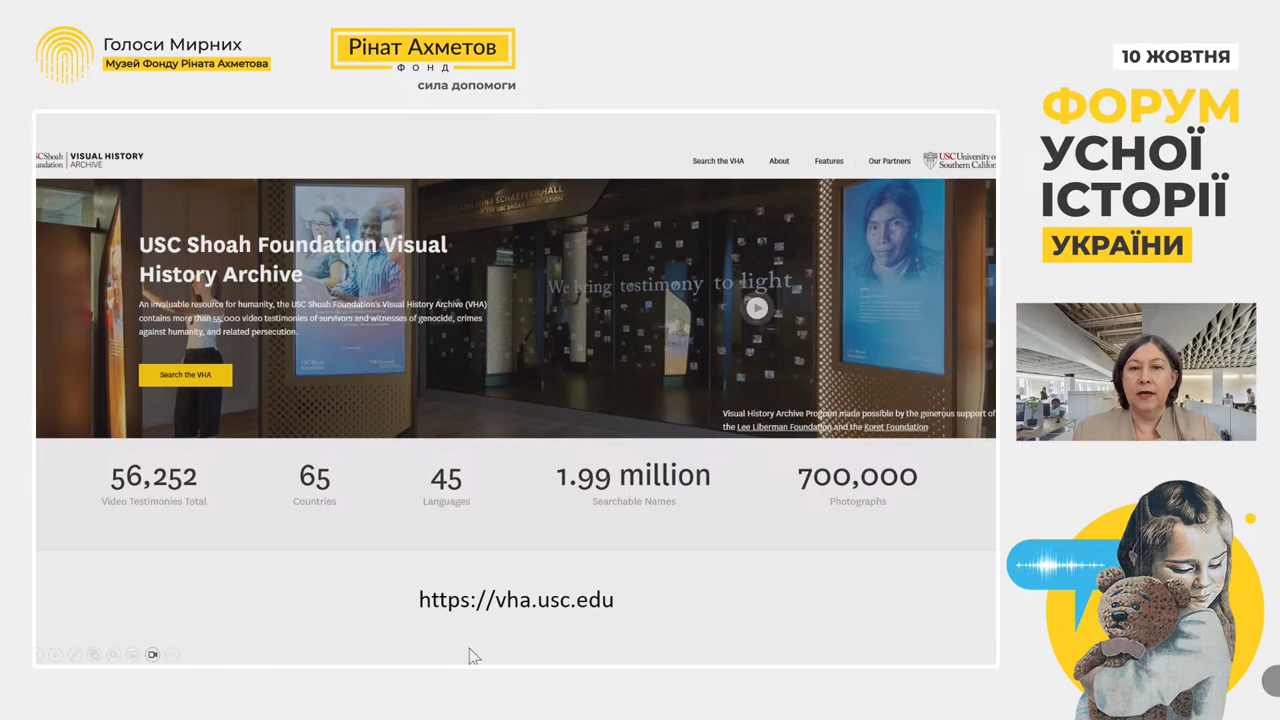 Голоси Мирних
Музей Фонду Ріната Ахметова
Рінат Ахметов
ФОНД
сила допомоги
10 ЖОВТНЯ
ФОРУМ
УСНОЇ
ІСТОРІЇ
УКРАЇНИ
VISUAL HISTORY
ARCHIVE
Search the VHA
About
Features
Our Partners
USC University o
Southern Califor
USC Shoah Foundation Visual
History Archive
An invaluable resource for humanity, the USC Shoah Foundation's Visual History Archive (VHA)
contains more than 55,000 video testimonies of survivors and witnesses of genocide, crimes
against humanity, and related persecution.
Search the VHA
We bring testimony to light
Visual History Archive Program made possible by the generous support of
the Lee Liberman Foundation and the Koret Foundation
56,252
Video Testimonies Total
65
Countries
45
Languages
1.99 million
Searchable Names
700,000
Photographs
https://vha.usc.edu